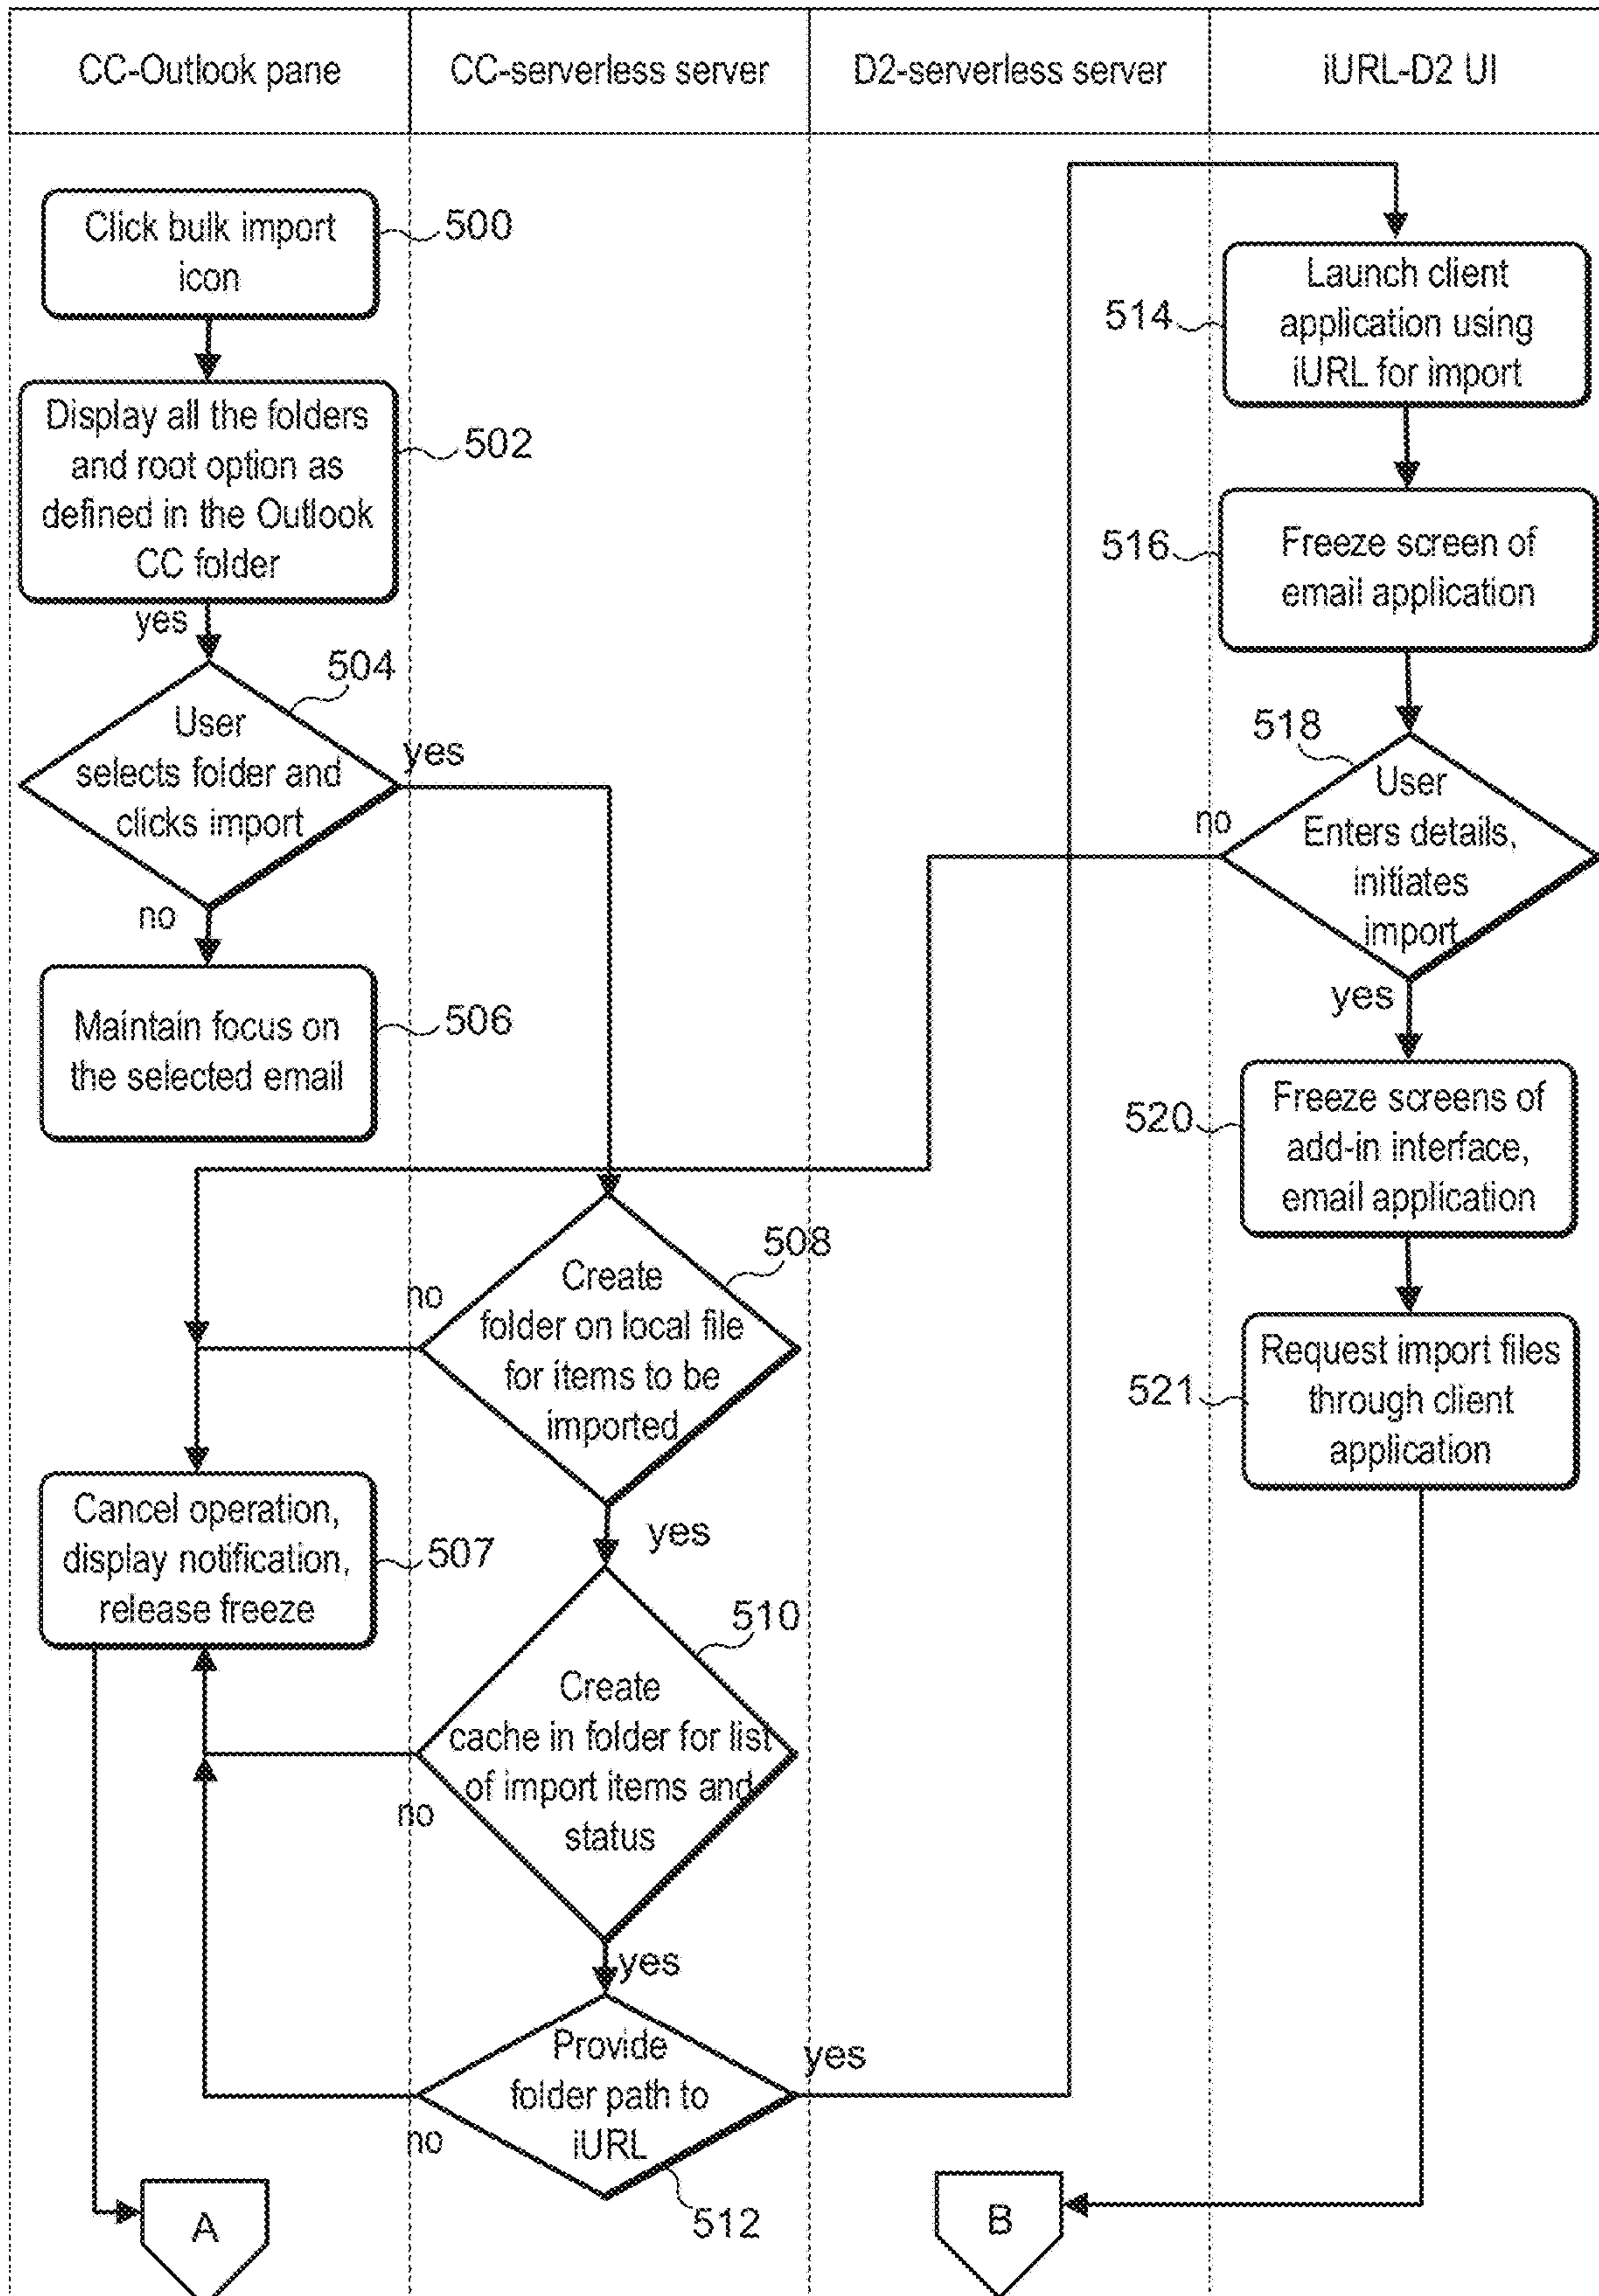 CC-Outlook pane
CC-serverless server
D2-serverless server
iURL-D2 UI
Click bulk import
icon
500
Display all the folders
and root option as
defined in the Outlook
CC folder
502
yes
504
User
selects folder and
clicks import
yes
no
Maintain focus on
the selected email
506
508
Create
folder on local file
for items to be
imported
no
yes
Cancel operation,
display notification,
release freeze
507
510
Create
cache in folder for list
of import items and
status
no
yes
Provide
folder path to
iURL
yes
no
512
A
Launch client
application using
iURL for import
514
Freeze screen of
email application
516
518
User
Enters details,
initiates
import
no
yes
Freeze screens of
add-in interface,
email application
520
Request import files
through client
application
521
B